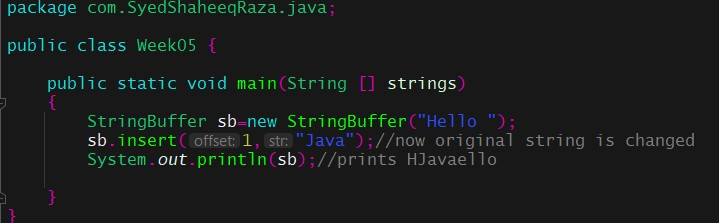 package com.SyedShaheeqRaza.java;
public class Week05 {
public static void main(String [] strings)
{
StringBuffer sb=new StringBuffer("Hello ");
sb.insert( offset: 1, str: "Java");//now original string is changed
System.out.println(sb);//prints HJavaello
}
}